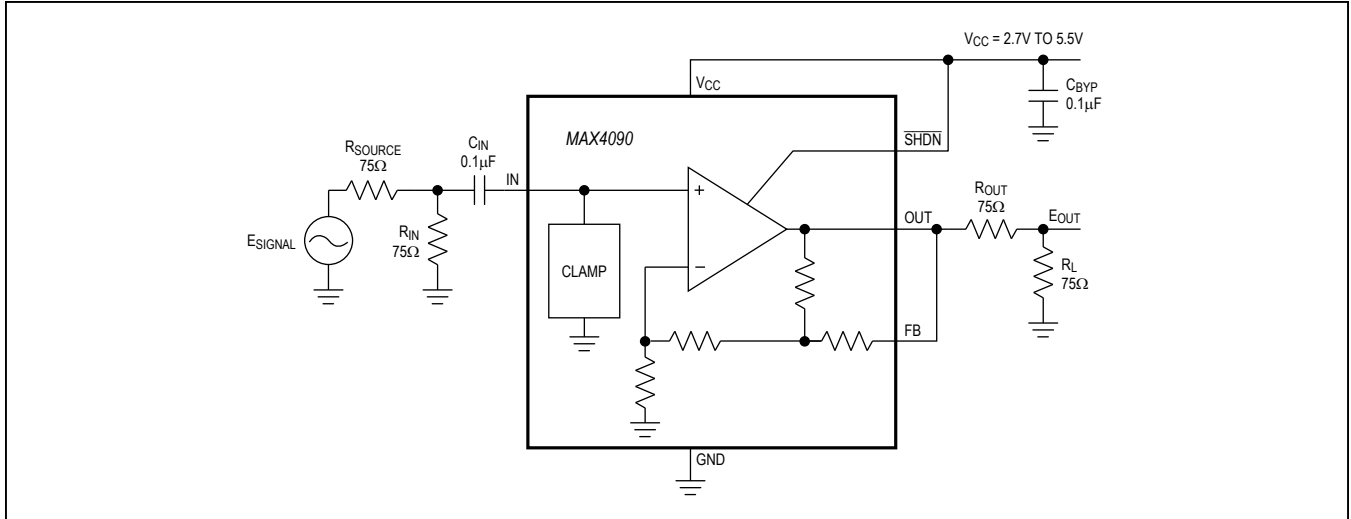 VCC = 2.7V TO 5.5V
VCC
CBYP
0.1µF
MAX4090
SHDN
CIN
0.1µF
RSOURCE
75Ω
IN
ROUT
75Ω
OUT
EOUT
RIN
75Ω
ESIGNAL
+
−
CLAMP
RL
75Ω
FB
GND